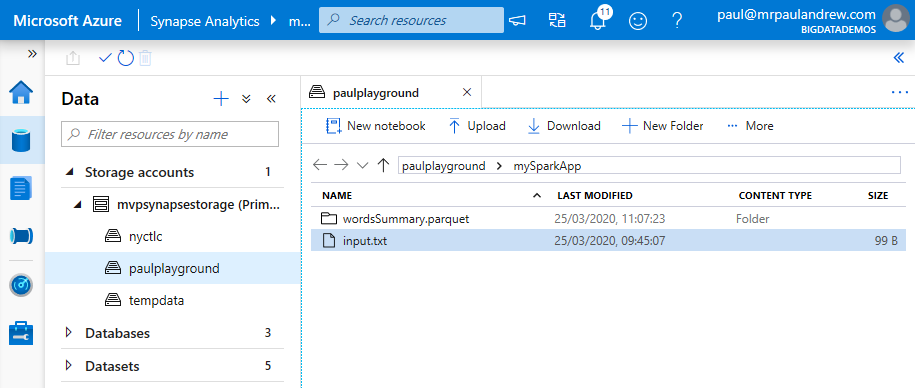 Microsoft Azure Synapse Analytics › m... Search resources 11 paul@mrpaulandrew.com
BIGDATADEMOS
Data
Filter resources by name
Storage accounts 1
mvpsynapsestorage (Prim...
nyctlc
paulplayground
tempdata
Databases 3
Datasets 5
paulplayground
New notebook Upload Download New Folder More
paulplayground › mySparkApp
NAME LAST MODIFIED CONTENT TYPE SIZE
wordsSummary.parquet 25/03/2020, 11:07:23 Folder
input.txt 25/03/2020, 09:45:07 99 B